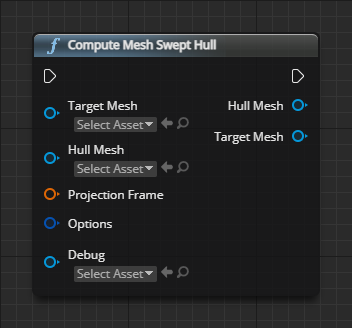 f Compute Mesh Swept Hull
Target Mesh
Select Asset
Hull Mesh
Hull Mesh
Select Asset
Target Mesh
Projection Frame
Options
Debug
Select Asset